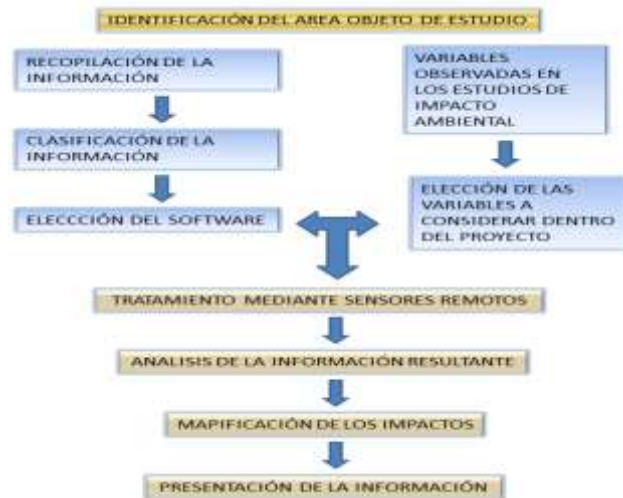 IDENTIFICACIÓN DEL AREA OBJETO DE ESTUDIO
RECOPILACIÓN DE LA
INFORMACIÓN
CLASIFICACIÓN DE LA
INFORMACIÓN
ELECCCIÓN DEL SOFTWARE
VARIABLES
OBSERVADAS EN
LOS ESTUDIOS DE
IMPACTO
AMBIENTAL
ELECCIÓN DE LAS
VARIABLES A
CONSIDERAR DENTRO
DEL PROYECTO
TRATAMIENTO MEDIANTE SENSORES REMOTOS
ANALISIS DE LA INFORMACIÓN RESULTANTE
MAPIFICACIÓN DE LOS IMPACTOS
PRESENTACIÓN DE LA INFORMACIÓN